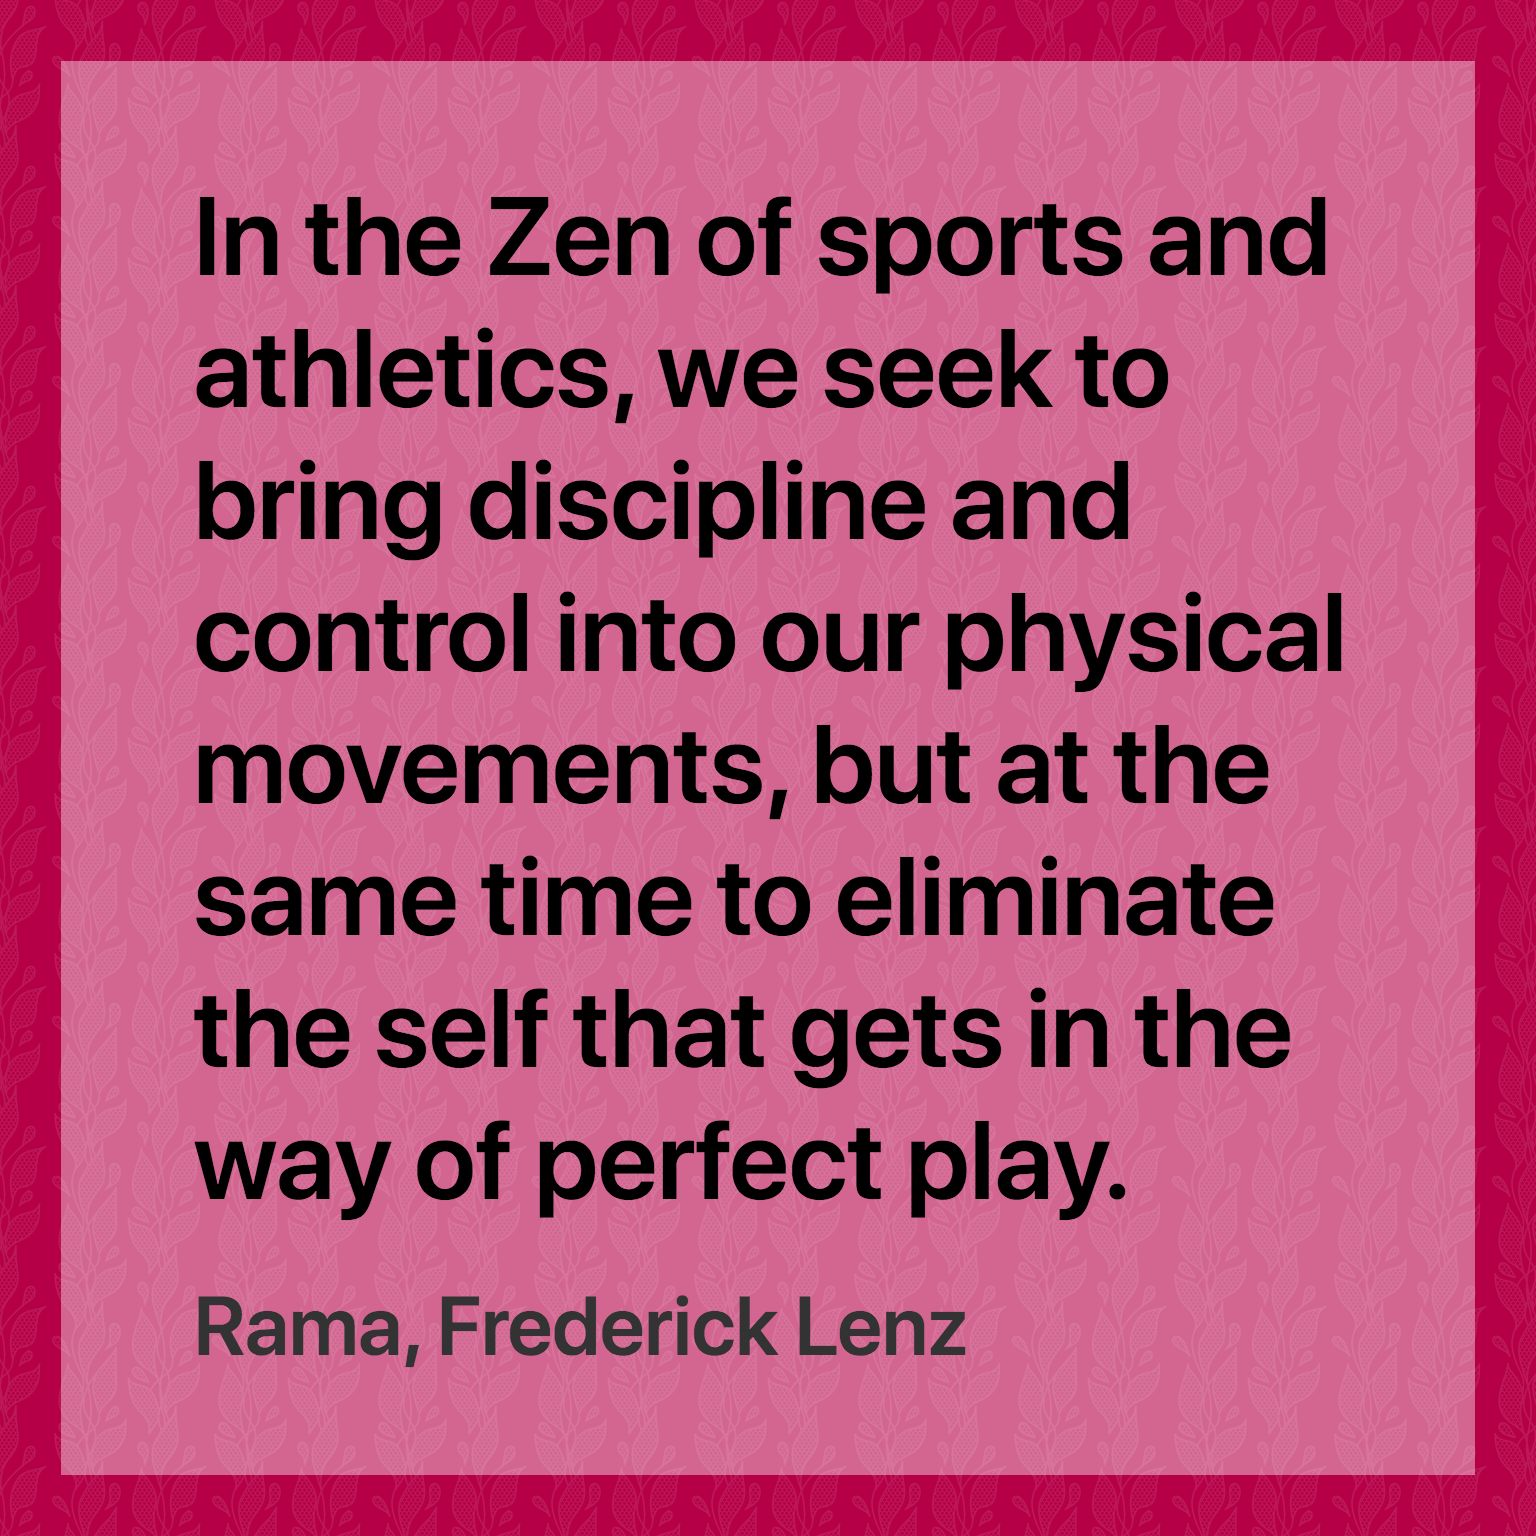 In the Zen of sports and
athletics, we seek to
bring discipline and
control into our physical
movements, but at the
same time to eliminate
the self that gets in the
way of perfect play.
Rama, Frederick Lenz